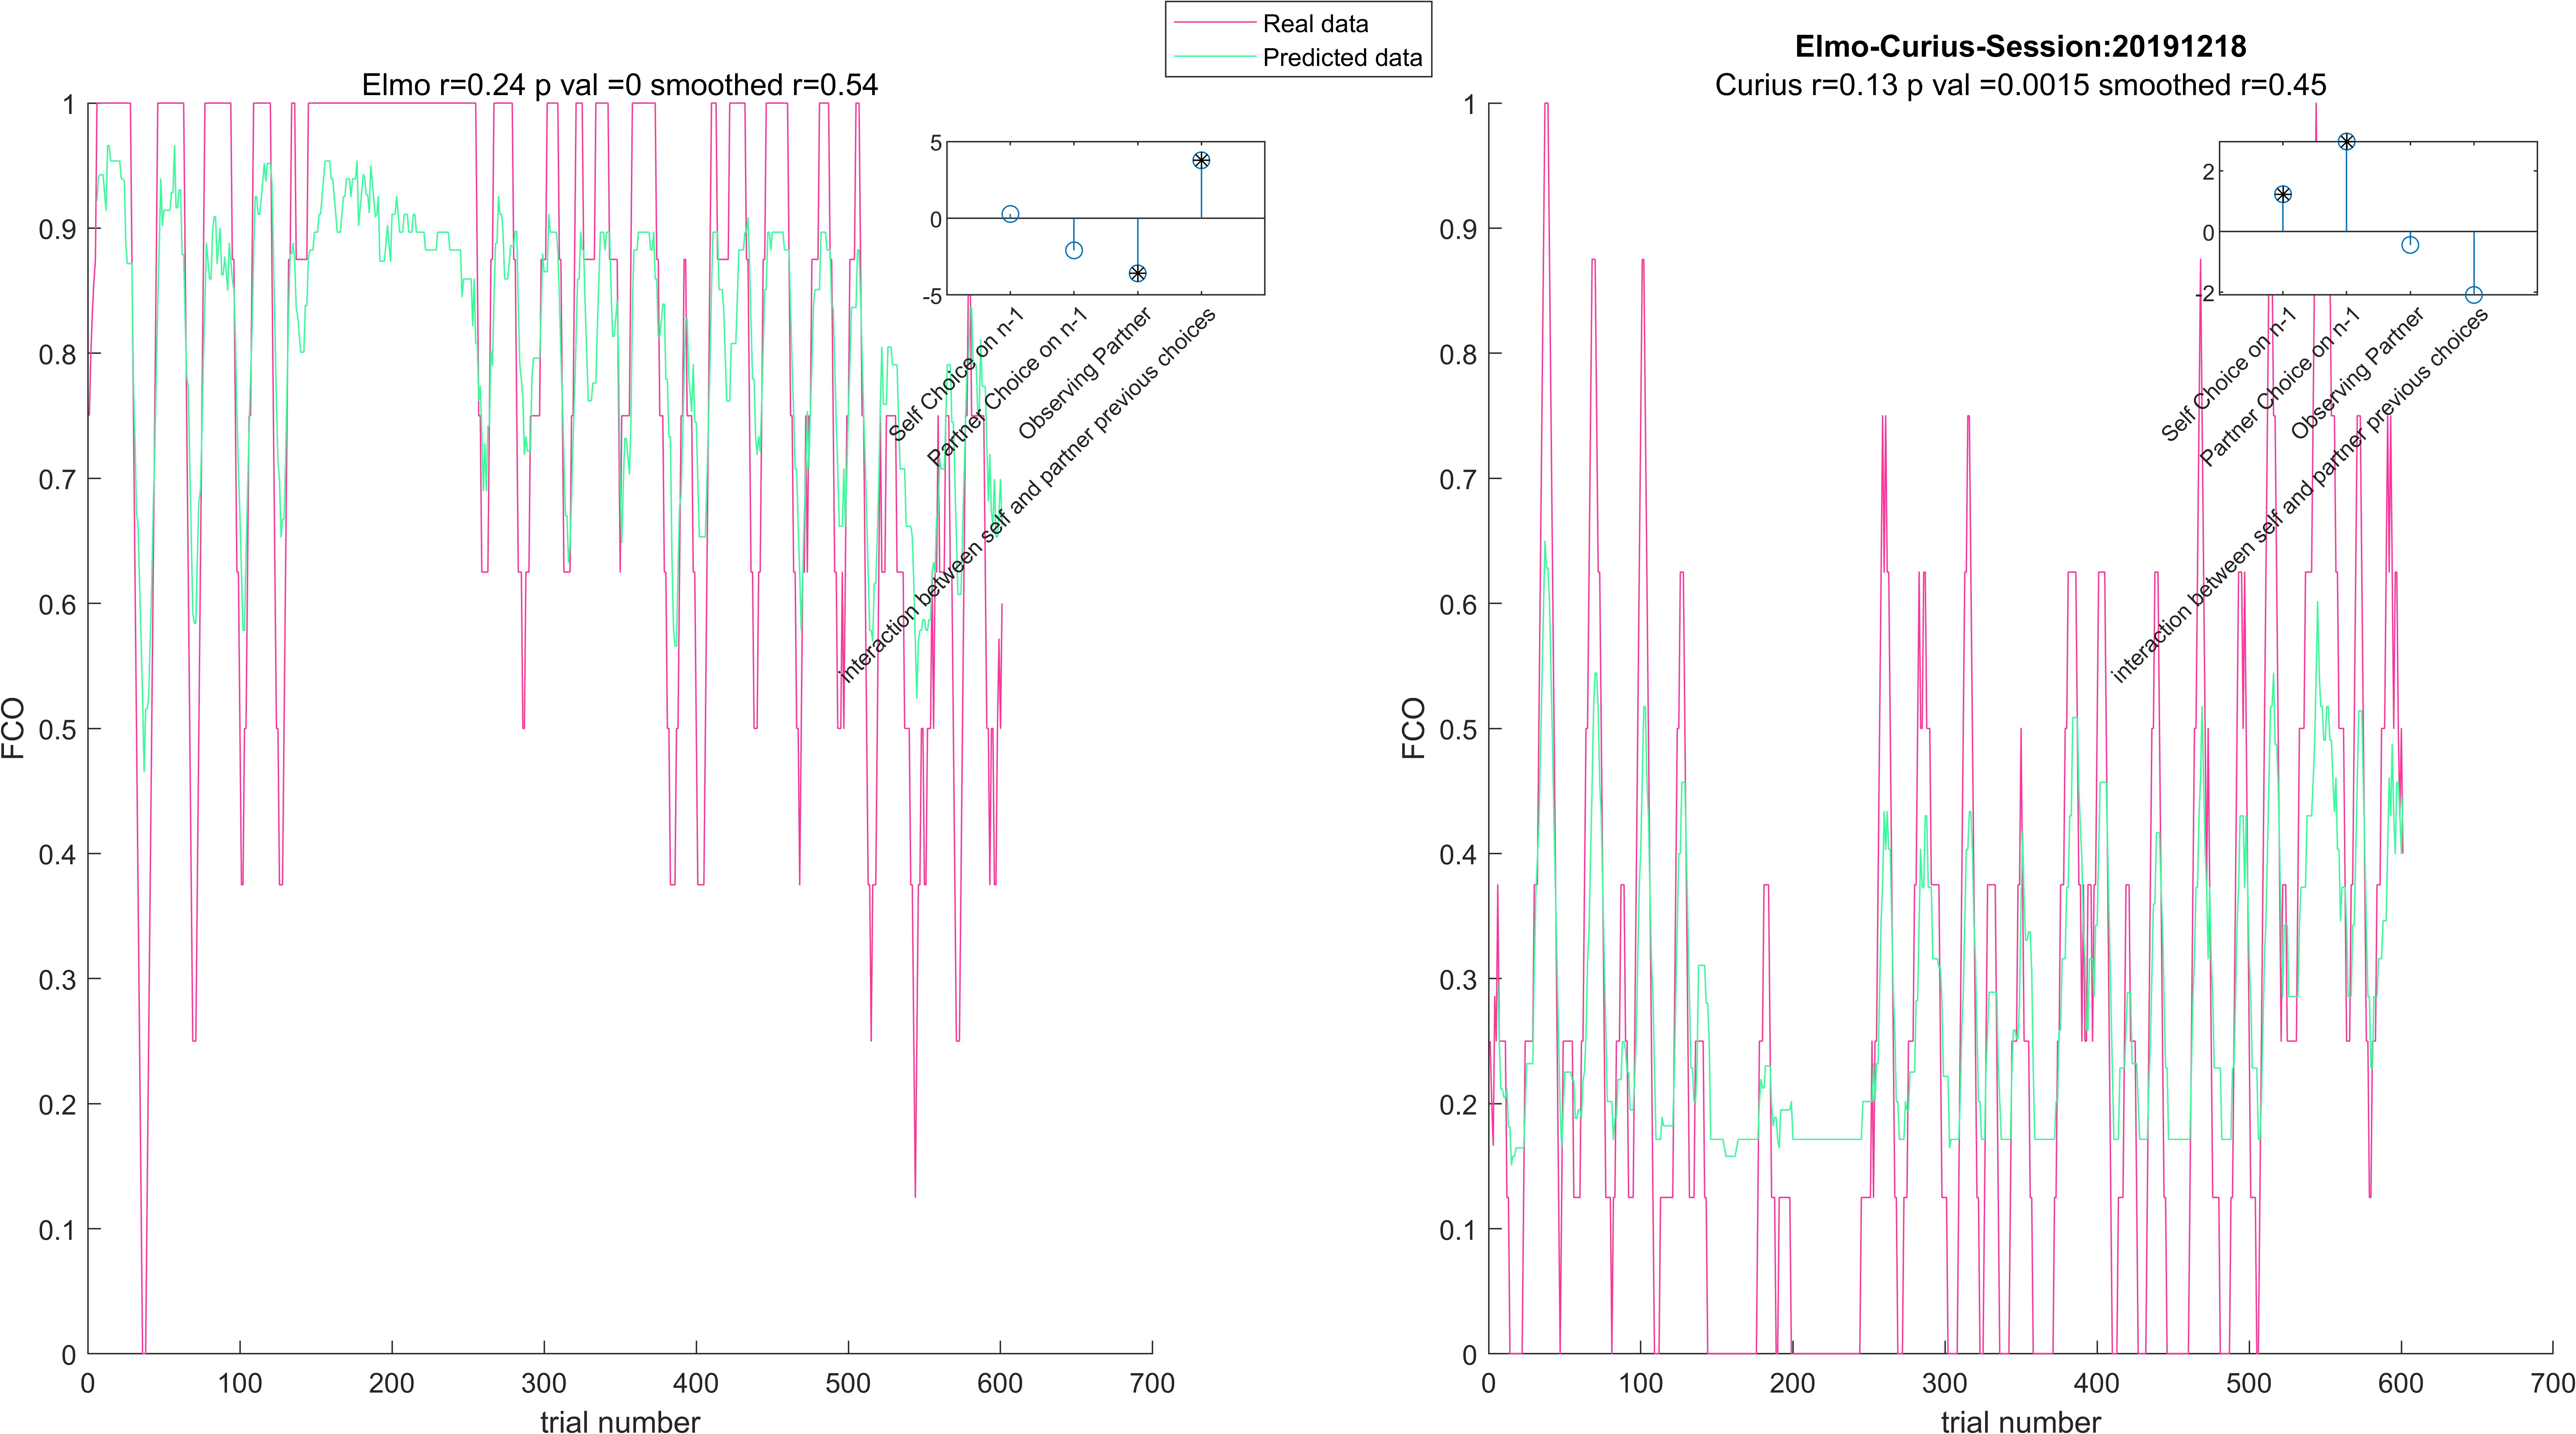 Real data
Predicted data
Elmo r=0.24 p val =0 smoothed r=0.54
FCO
1
0.9
0.8
0.7
0.6
0.5
0.4
0.3
0.2
0.1
0
0 100 200 300 400 500 600 700
trial number
5
0
-5
Self Choice on n-1
Partner Choice on n-1
Observing Partner
interaction between self and partner previous choices
Elmo-Curius-Session:20191218
Curius r=0.13 p val =0.0015 smoothed r=0.45
FCO
1
0.9
0.8
0.7
0.6
0.5
0.4
0.3
0.2
0.1
0
0 100 200 300 400 500 600 700
trial number
2
0
-2
Self Choice on n-1
Partner Choice on n-1
Observing Partner
interaction between self and partner previous choices